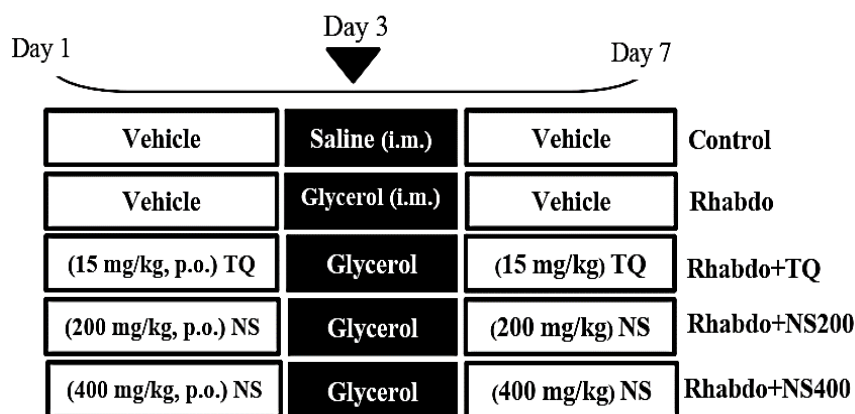 Day 3
Day 1
Day 7
Vehicle Saline (i.m.) Vehicle Control
Vehicle Glycerol (i.m.) Vehicle Rhabdo
(15 mg/kg, p.o.) TQ Glycerol (15 mg/kg) TQ Rhabdo+TQ
(200 mg/kg, p.o.) NS Glycerol (200 mg/kg) NS Rhabdo+NS200
(400 mg/kg, p.o.) NS Glycerol (400 mg/kg) NS Rhabdo+NS400